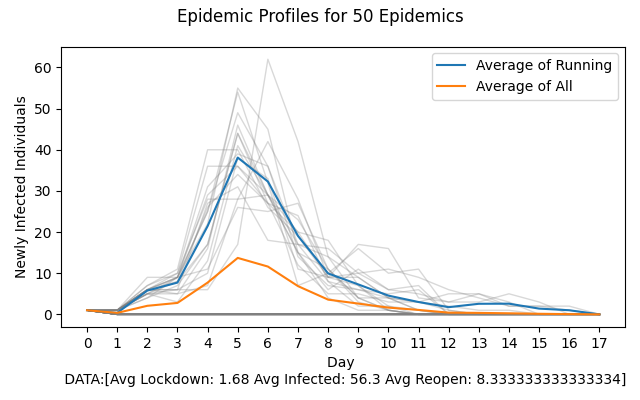 Epidemic Profiles for 50 Epidemics
Average of Running
Average of All
Newly Infected Individuals
60
50
40
30
20
10
0
0 1 2 3 4 5 6 7 8 9 10 11 12 13 14 15 16 17
Day
DATA:[Avg Lockdown: 1.68 Avg Infected: 56.3 Avg Reopen: 8.333333333333334]